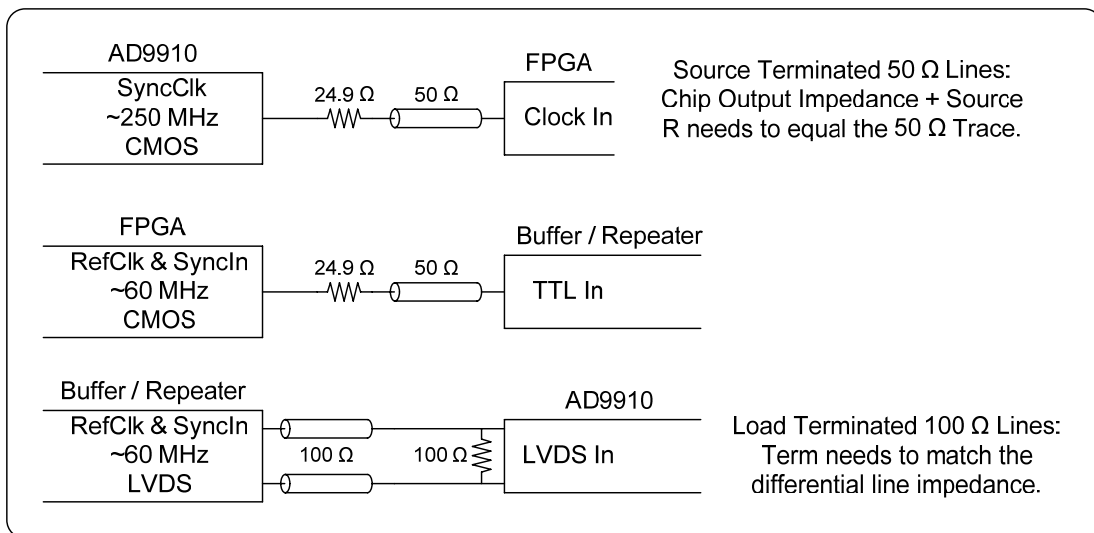 AD9910
SyncClk
~250 MHz
CMOS
24.9 Ω
50 Ω
FPGA
Clock In
Source Terminated 50 Ω Lines:
Chip Output Impedance + Source
R needs to equal the 50 Ω Trace.
FPGA
RefClk & SyncIn
~60 MHz
CMOS
24.9 Ω
50 Ω
Buffer / Repeater
TTL In
Buffer / Repeater
RefClk & SyncIn
~60 MHz
LVDS
100 Ω
100 Ω
AD9910
LVDS In
Load Terminated 100 Ω Lines:
Term needs to match the
differential line impedance.